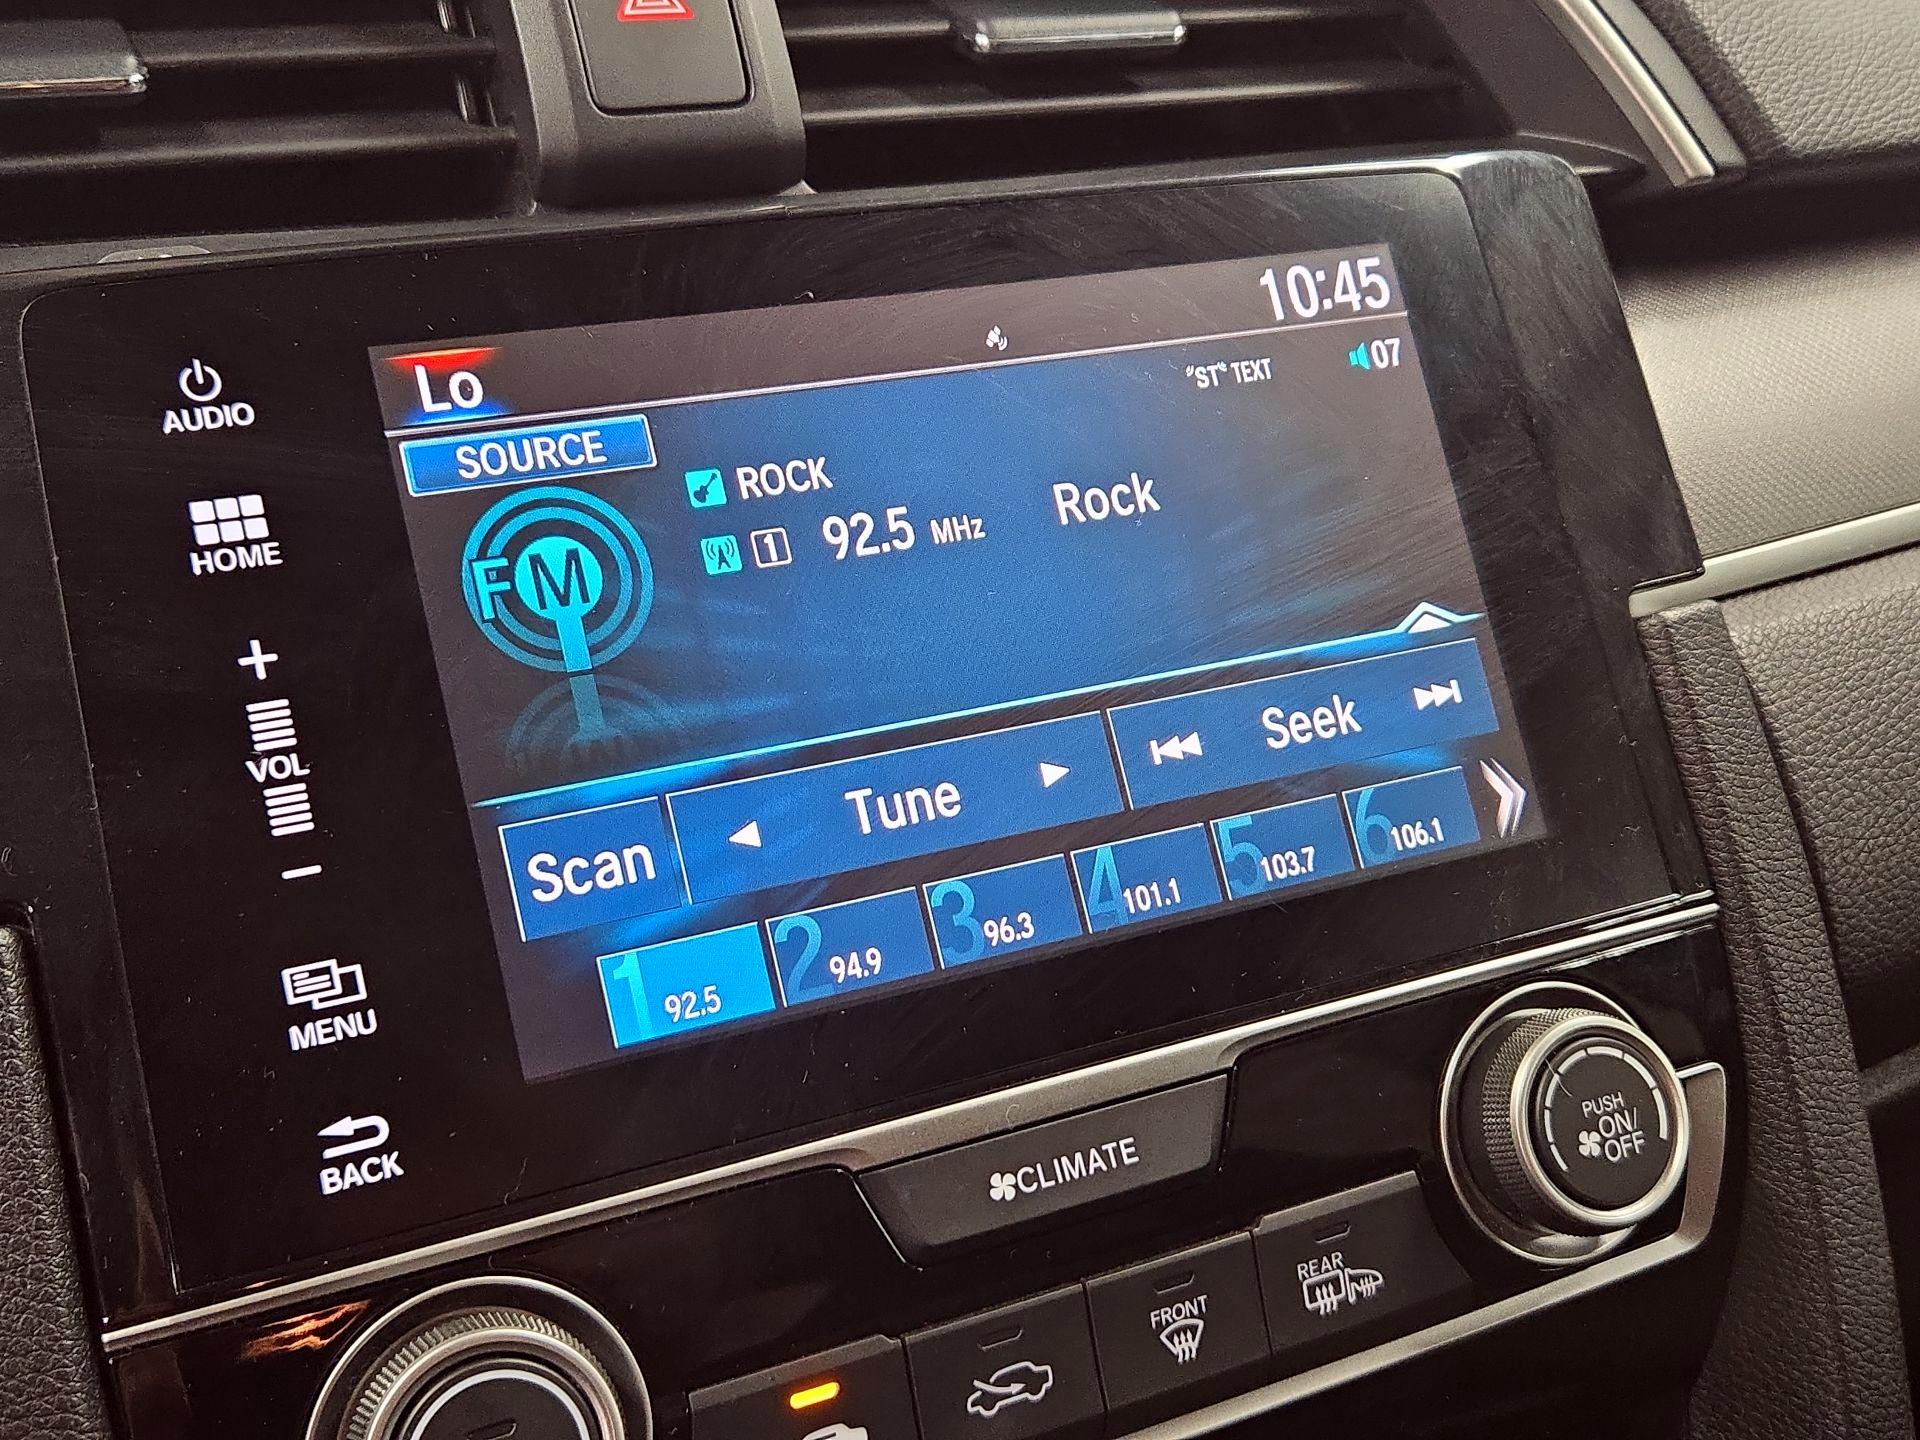 10:45
Lo
"ST" TEXT
07
AUDIO
SOURCE
ROCK
Rock
1 92.5 MHz
FM
HOME
VOL
Seek
Tune
Scan
1 92.5
2 94.9
3 96.3
4 101.1
5 103.7
6 106.1
MENU
BACK
CLIMATE
PUSH
ON/
OFF
FRONT
REAR